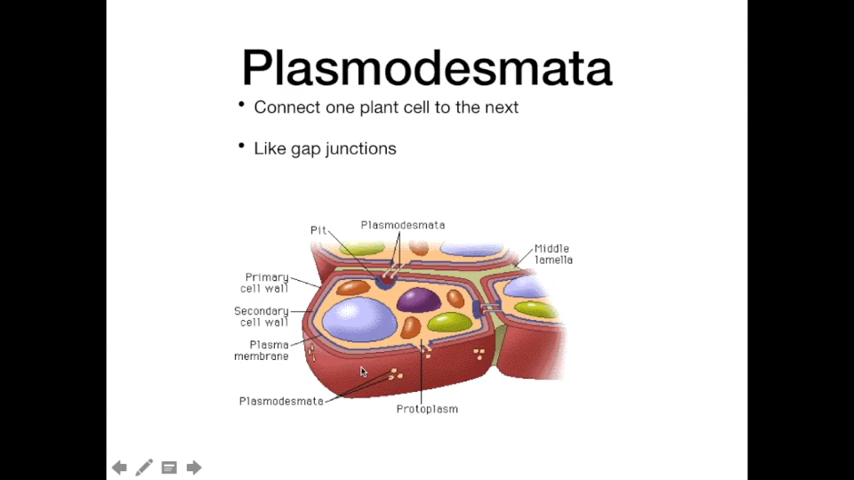 Plasmodesmata
• Connect one plant cell to the next
• Like gap junctions
Plasmodesmata
Pit
Middle
lamella
Primary
cell wall
Secondary
cell wall
Plasma
membrane
Plasmodesmata
Protoplasm